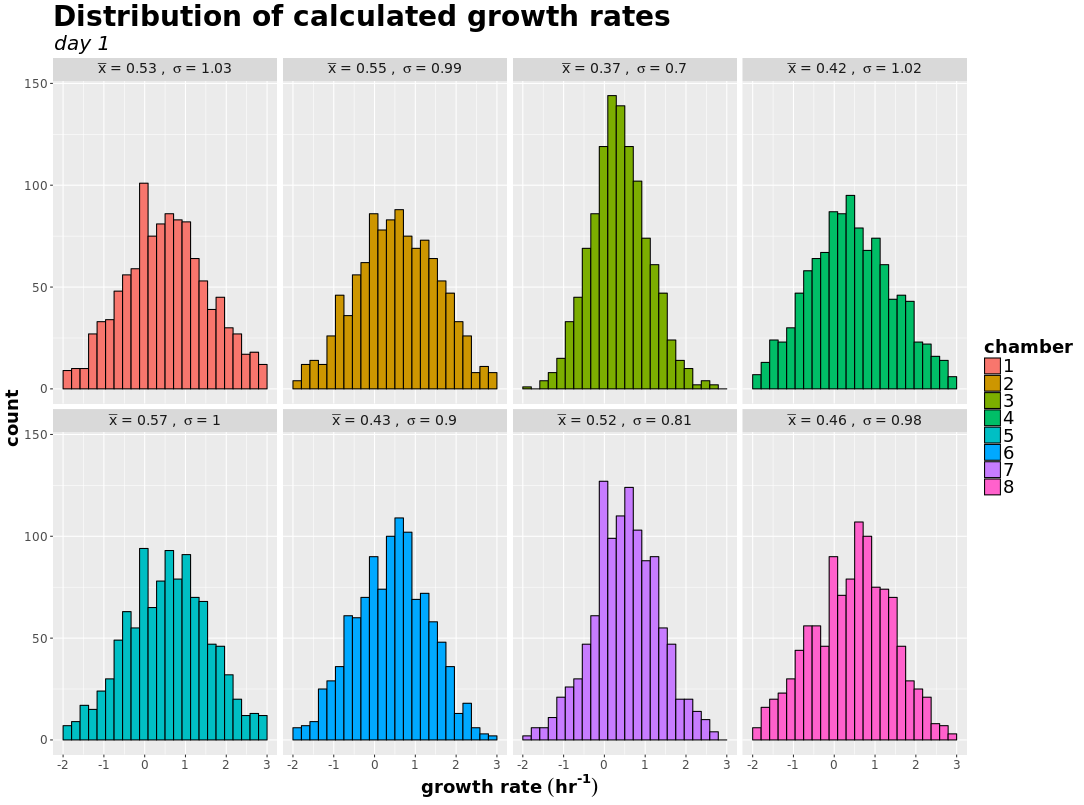 Distribution of calculated growth rates
day 1
x̅ = 0.53 , σ = 1.03
x̅ = 0.55 , σ = 0.99
x̅ = 0.37 , σ = 0.7
x̅ = 0.42 , σ = 1.02
150
100
50
0
x̅ = 0.57 , σ = 1
x̅ = 0.43 , σ = 0.9
x̅ = 0.52 , σ = 0.81
x̅ = 0.46 , σ = 0.98
150
100
50
0
-2 -1 0 1 2 3
-2 -1 0 1 2 3
-2 -1 0 1 2 3
-2 -1 0 1 2 3
growth rate (hr⁻¹)
count
chamber
1
2
3
4
5
6
7
8